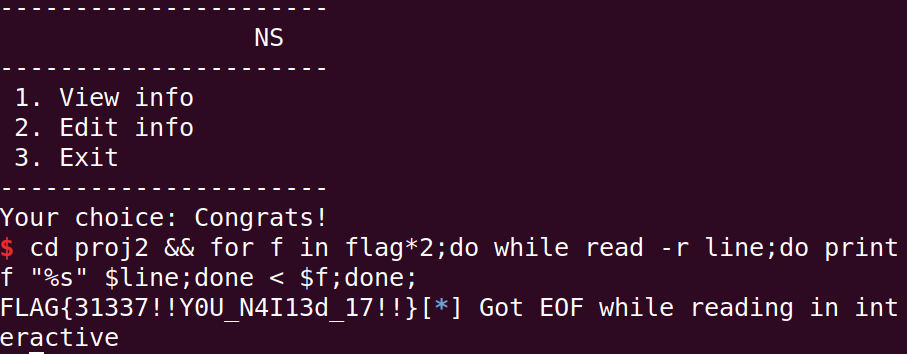 ----------------------
NS
----------------------
1. View info
2. Edit info
3. Exit
----------------------
Your choice: Congrats!
$ cd proj2 && for f in flag*2;do while read -r line;do print
f "%s" $line;done < $f;done;
FLAG{31337!!Y0U_N4I13d_17!!}[*] Got EOF while reading in int
eractive